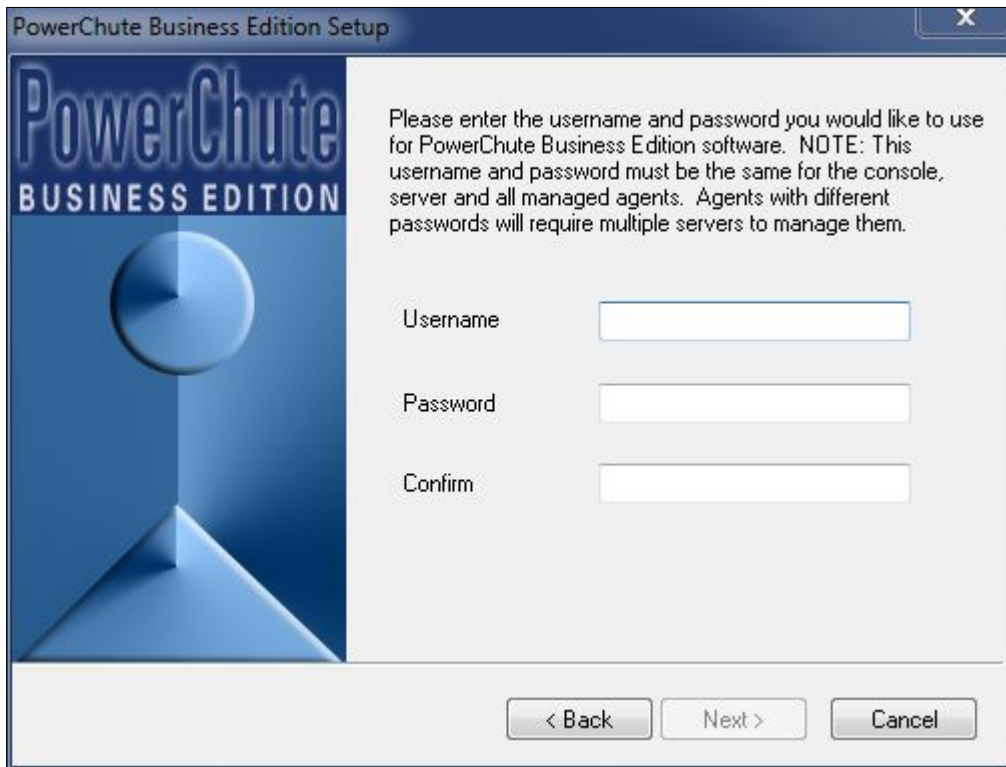 PowerChute Business Edition Setup
X
PowerChute
BUSINESS EDITION
Please enter the username and password you would like to use
for PowerChute Business Edition software.  NOTE: This
username and password must be the same for the console,
server and all managed agents.  Agents with different
passwords will require multiple servers to manage them.
Username
Password
Confirm
< Back
Next >
Cancel